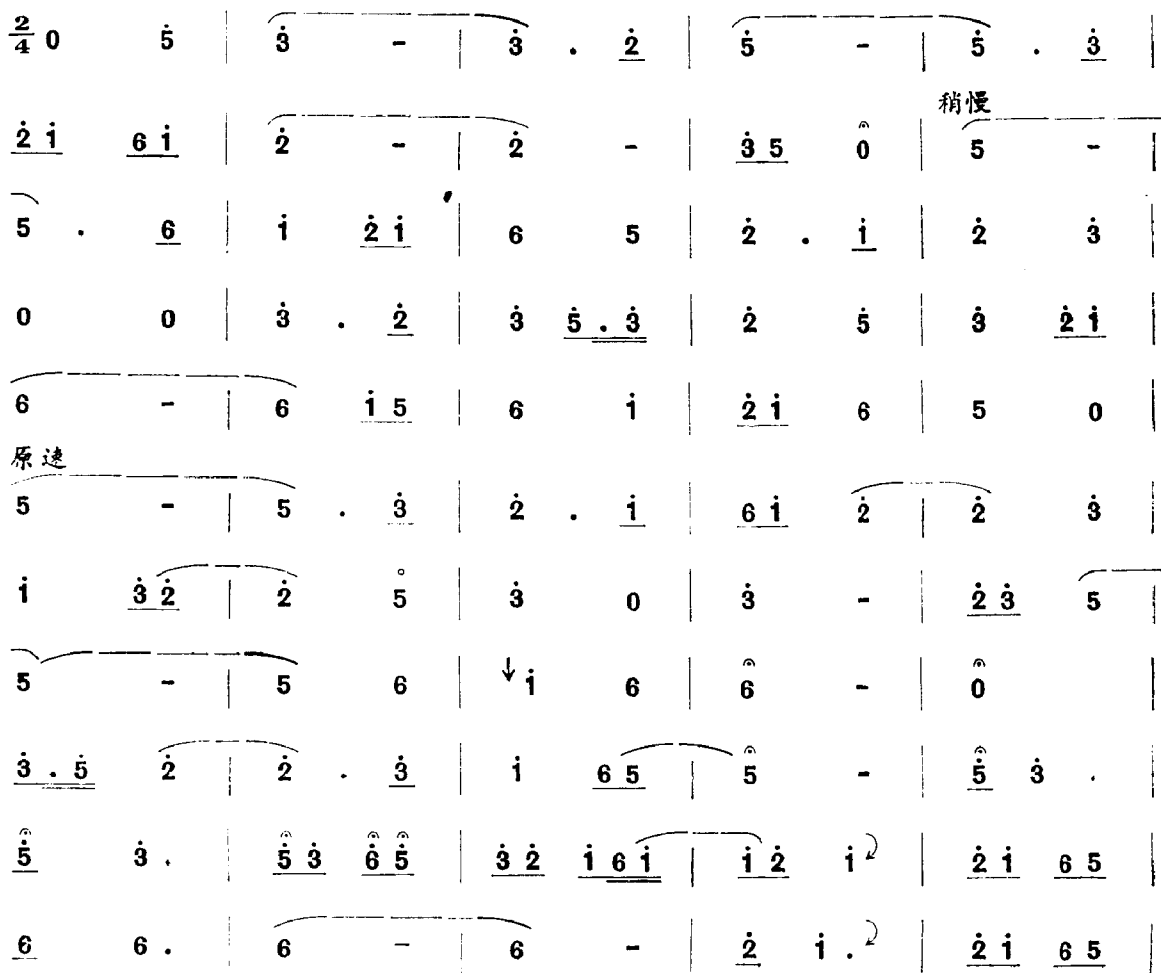 2/4 0 5̇ | 3̇ - | 3̇ . 2̇ | 5̇ - | 5̇ . 3̇ |
稍慢
2̇ 1̇ 6 1̇ | 2̇ - | 2̇ - | 3̇ 5 0 | 5 - |
5 . 6 | 1̇ 2̇ 1̇ ' | 6 5 | 2̇ . 1̇ | 2̇ 3̇
0 0 | 3̇ . 2̇ | 3̇ 5̇ . 3̇ | 2̇ 5̇ | 3̇ 2̇ 1̇ |
6 - | 6 1̇ 5 | 6 1̇ | 2̇ 1̇ 6 | 5 0 |
原速
5 - | 5 . 3̇ | 2̇ . 1̇ | 6 1̇ 2̇ | 2̇ 3̇ |
1̇ 3̇ 2̇ | 2̇ 5̊ | 3̇ 0 | 3̇ - | 2̇ 3̇ 5 |
5 - | 5 6 | ↓ 1̇ 6 | 6 - | 0 |
3̇ . 5̇ 2̇ | 2̇ . 3̇ | 1̇ 6 5 | 5 - | 5̇ 3̇ . |
5̇ 3̇ . | 5̇ 3̇ 6̇ 5̇ | 3̇ 2̇ 1̇ 6 1̇ | 1̇ 2̇ 1̇ | 2̇ 1̇ 6 5 |
6 6 . | 6 - | 6 - | 2̇ 1̇ . | 2̇ 1̇ 6 5 |